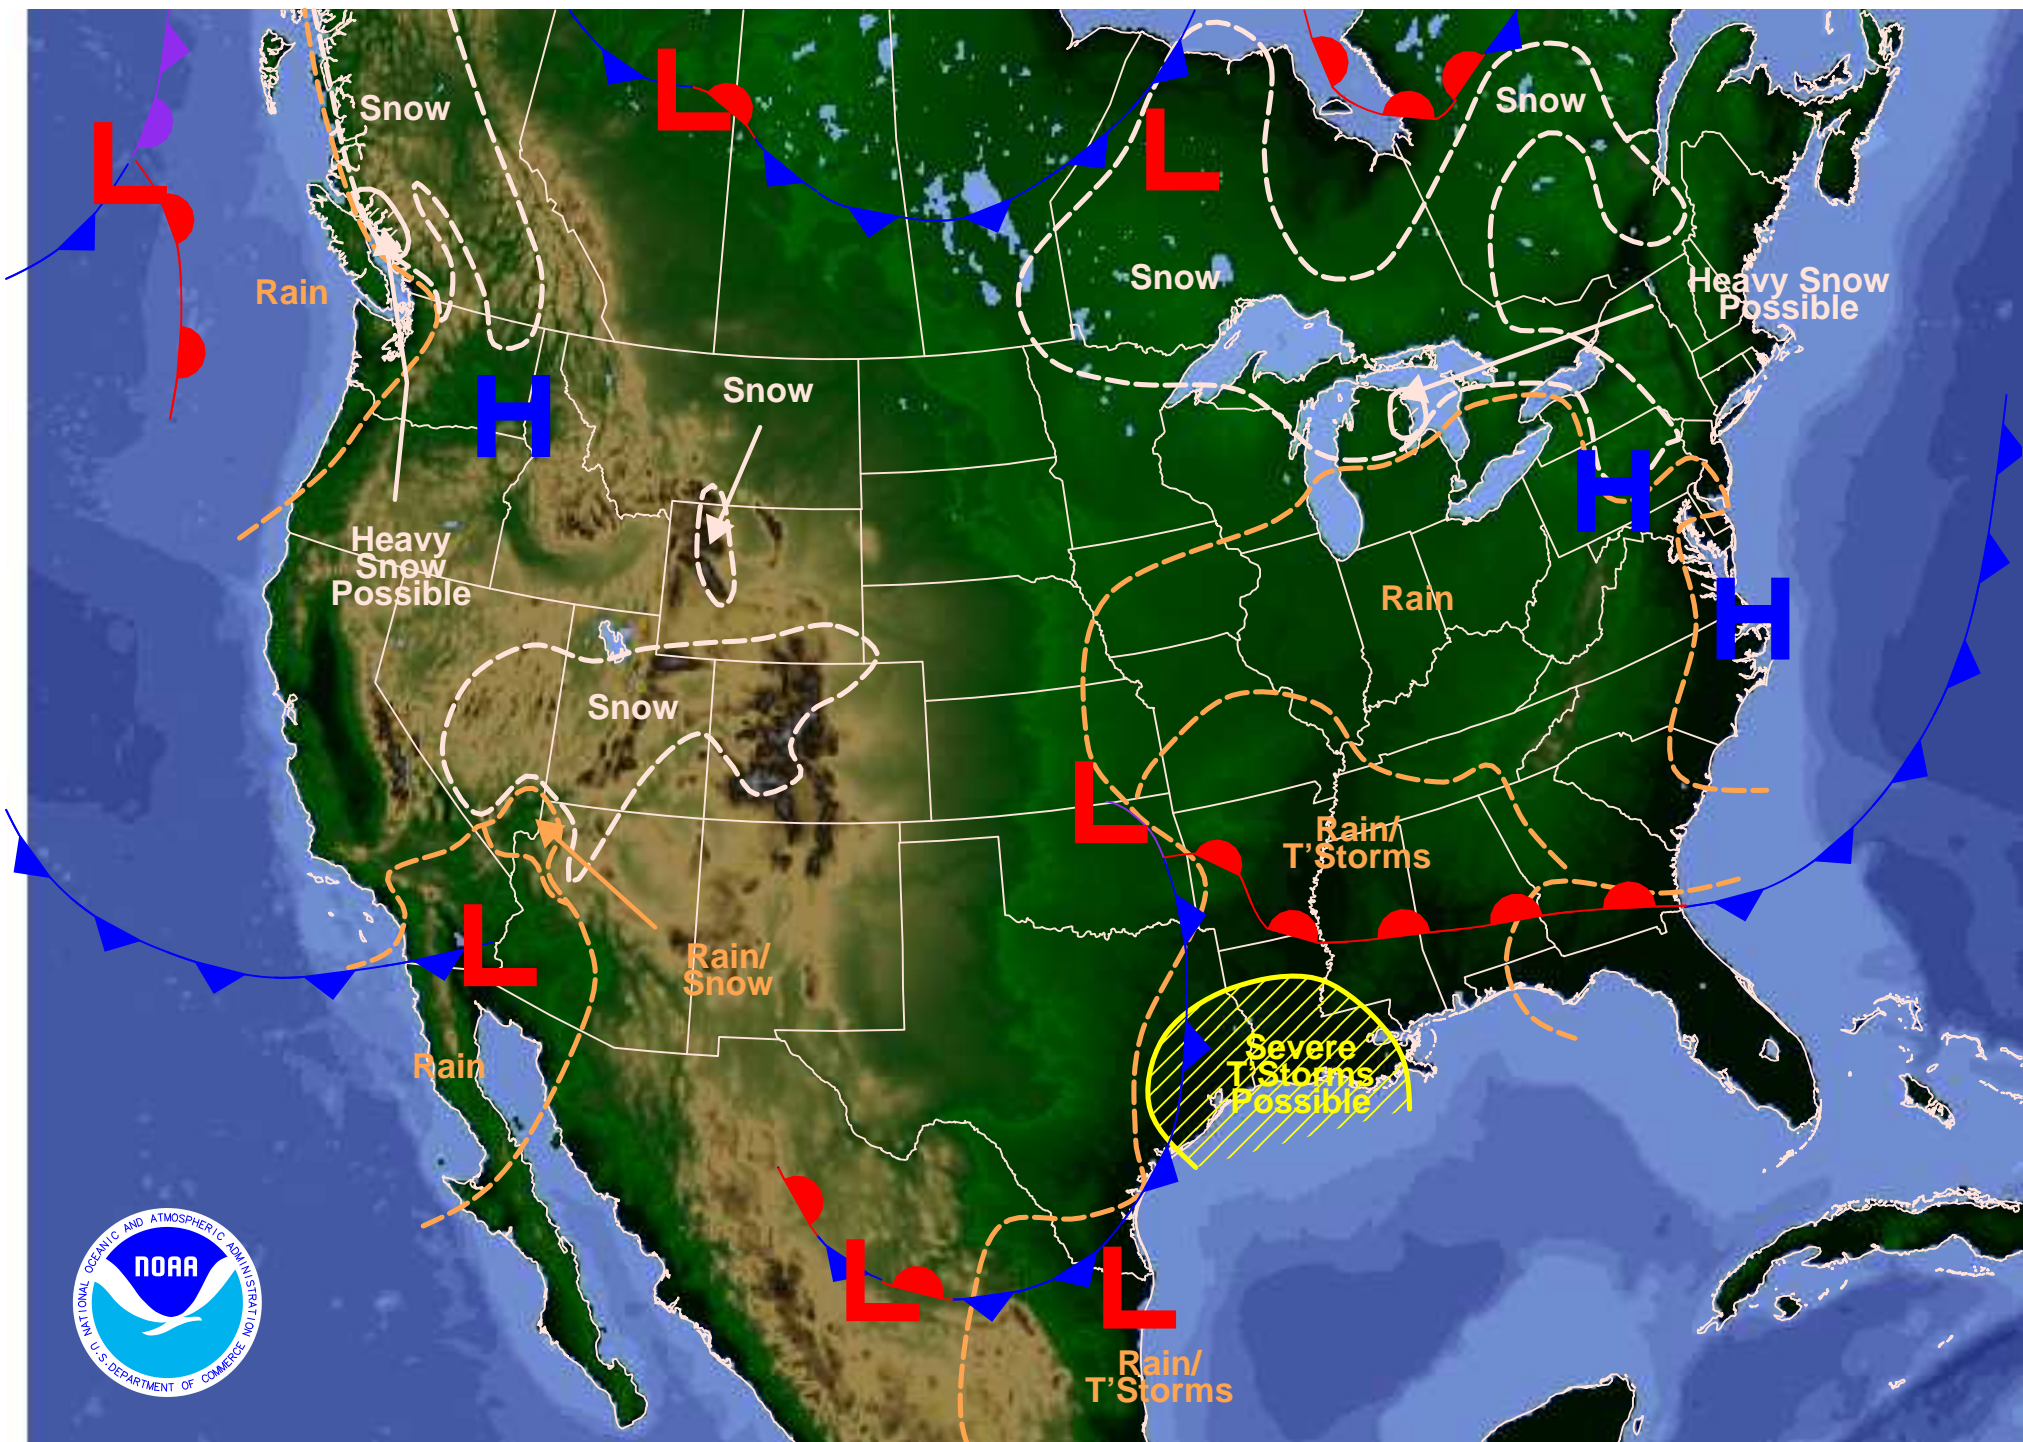 L
L
L
Snow
Snow
Rain
Snow
Heavy Snow
Possible
Snow
H
H
Heavy
Snow
Possible
Rain
H
Snow
L
Rain/
T'Storms
L
Rain/
Snow
Rain
Severe
T'Storms
Possible
L
L
Rain/
T'Storms
NATIONAL OCEANIC AND ATMOSPHERIC ADMINISTRATION
NOAA
U.S. DEPARTMENT OF COMMERCE